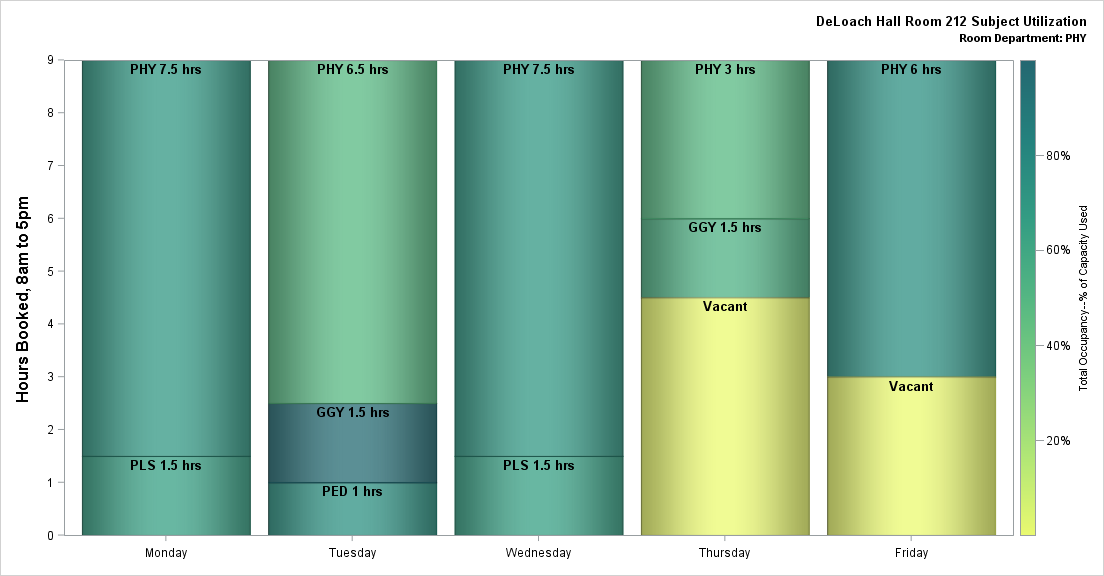 DeLoach Hall Room 212 Subject Utilization
Room Department: PHY
Hours Booked, 8am to 5pm
9
8
7
6
5
4
3
2
1
0
PHY 7.5 hrs
PLS 1.5 hrs
PHY 6.5 hrs
GGY 1.5 hrs
PED 1 hrs
PHY 7.5 hrs
PLS 1.5 hrs
PHY 3 hrs
GGY 1.5 hrs
Vacant
PHY 6 hrs
Vacant
Monday
Tuesday
Wednesday
Thursday
Friday
80%
60%
40%
20%
Total Occupancy--% of Capacity Used